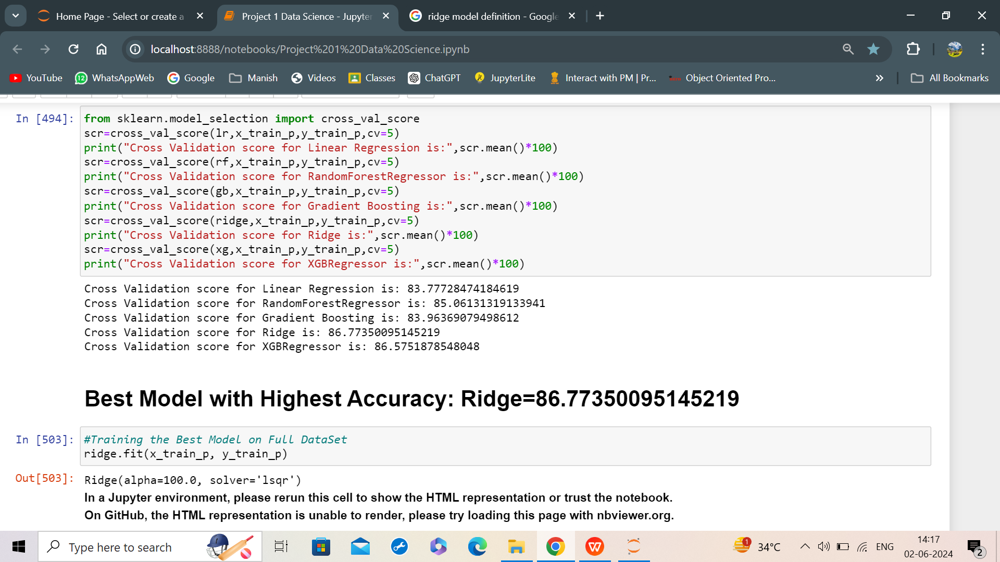 Home Page - Select or create a
Project 1 Data Science - Jupyter
ridge model definition - Google
localhost:8888/notebooks/Project%201%20Data%20Science.ipynb
YouTube
12
WhatsAppWeb
Google
Manish
Videos
Classes
ChatGPT
JupyterLite
Interact with PM | Pr...
Object Oriented Pro...
All Bookmarks
In [494]:
from sklearn.model_selection import cross_val_score
scr=cross_val_score(lr,x_train_p,y_train_p,cv=5)
print("Cross Validation score for Linear Regression is:",scr.mean()*100)
scr=cross_val_score(rf,x_train_p,y_train_p,cv=5)
print("Cross Validation score for RandomForestRegressor is:",scr.mean()*100)
scr=cross_val_score(gb,x_train_p,y_train_p,cv=5)
print("Cross Validation score for Gradient Boosting is:",scr.mean()*100)
scr=cross_val_score(ridge,x_train_p,y_train_p,cv=5)
print("Cross Validation score for Ridge is:",scr.mean()*100)
scr=cross_val_score(xg,x_train_p,y_train_p,cv=5)
print("Cross Validation score for XGBRegressor is:",scr.mean()*100)
Cross Validation score for Linear Regression is: 83.77728474184619
Cross Validation score for RandomForestRegressor is: 85.06131319133941
Cross Validation score for Gradient Boosting is: 83.96369079498612
Cross Validation score for Ridge is: 86.77350095145219
Cross Validation score for XGBRegressor is: 86.5751878548048
Best Model with Highest Accuracy: Ridge=86.77350095145219
In [503]:
#Training the Best Model on Full DataSet
ridge.fit(x_train_p, y_train_p)
Out[503]:
Ridge(alpha=100.0, solver='lsqr')
In a Jupyter environment, please rerun this cell to show the HTML representation or trust the notebook.
On GitHub, the HTML representation is unable to render, please try loading this page with nbviewer.org.
Type here to search
1
34°C
ENG
14:17
02-06-2024
2